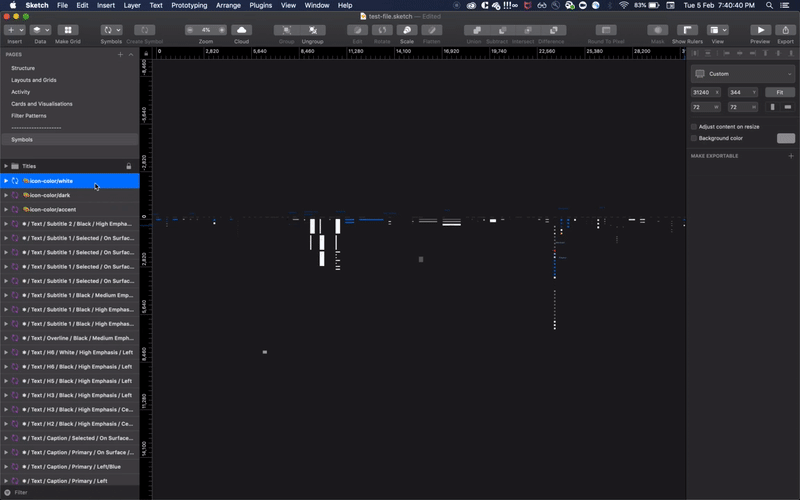 Sketch File Edit Insert Layer Text Prototyping Arrange Plugins View Window Help
83% Tue 5 Feb 7:40:40 PM
test-file.sketch — Edited
4%
Insert Data Make Grid Symbols Create Symbol Zoom Cloud Group Ungroup Forward Rotate Scale Flatten Union Subtract Intersect Difference Round To Pixel Mask Show Rulers View Preview Export
PAGES
Structure
Layouts and Grids
Activity
Cards and Visualisations
Filter Patterns
----------------------
Symbols
Titles
icon-color/white
icon-color/dark
icon-color/accent
✱ / Text / Subtitle 2 / Black / High Empha...
✱ / Text / Subtitle 1 / Selected / On Surfac...
✱ / Text / Subtitle 1 / Selected / On Surfac...
✱ / Text / Subtitle 1 / Selected / On Surfac...
✱ / Text / Subtitle 1 / Selected / On Surfac...
✱ / Text / Subtitle 1 / Black / Medium Emp...
✱ / Text / Subtitle 1 / Black / High Emphas...
✱ / Text / Subtitle 1 / Black / High Emphas...
✱ / Text / Overline / Black / Medium Emph...
✱ / Text / H6 / White / High Emphasis / Left
✱ / Text / H6 / Black / High Emphasis / Left
✱ / Text / H5 / Black / High Emphasis / Left
✱ / Text / H3 / Black / High Emphasis / Left
✱ / Text / H3 / Black / High Emphasis / Ce...
✱ / Text / H2 / Black / High Emphasis / Ce...
✱ / Text / Caption / Selected / On Surface...
✱ / Text / Caption / Primary / On Surface /...
✱ / Text / Caption / Primary / Left/Blue
✱ / Text / Caption / Primary / Left
Filter
0 2,820 5,640 8,460 11,280 14,100 16,920 22,560 25,380 28,200
-8,460
-5,640
-2,820
0
2,820
5,640
8,460
11,280
14,100
Custom
31240 X 344 Y Fit
72 W 72 H
Adjust content on resize
Background color
MAKE EXPORTABLE